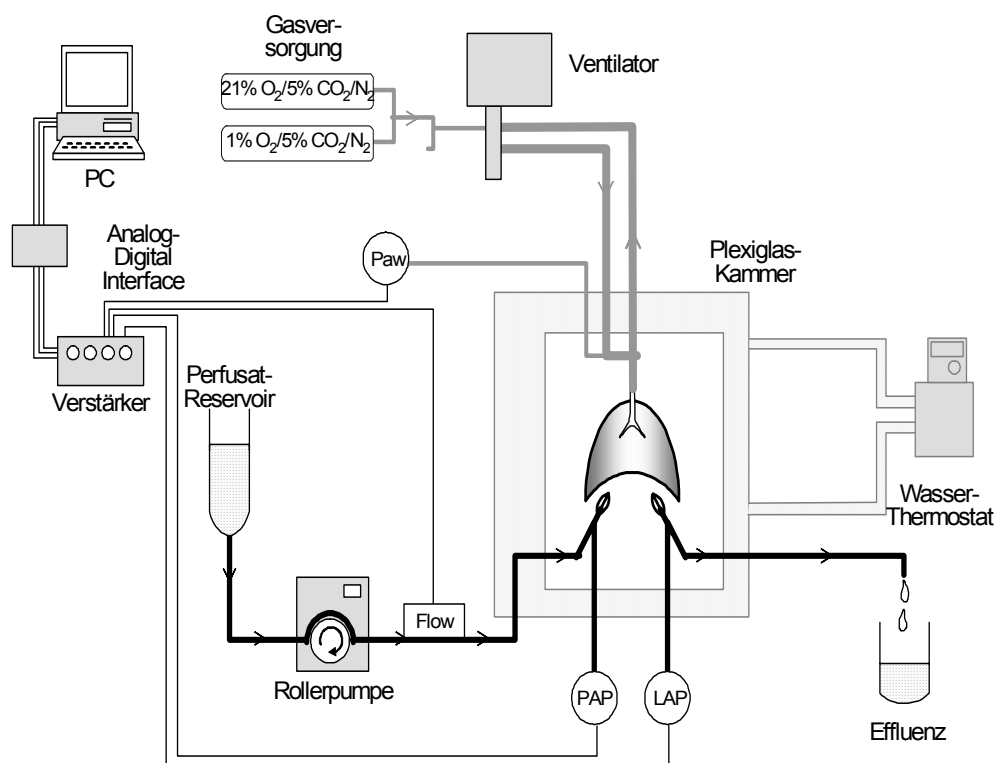 Gasver-
sorgung
21% O₂/5% CO₂/N₂
1% O₂/5% CO₂/N₂
Ventilator
PC
Analog-
Digital
Interface
Paw
Plexiglas-
Kammer
Verstärker
Perfusat-
Reservoir
Wasser-
Thermostat
Flow
Rollerpumpe
PAP
LAP
Effluenz